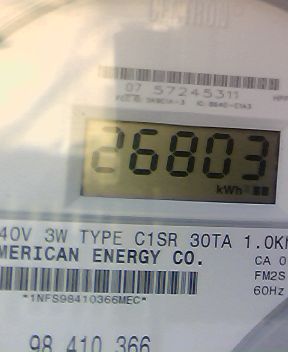 CENTRON
07 57245311
26803
kWh
40V 3W TYPE C1SR 30TA 1.0K
MERICAN ENERGY CO.
CA 0
FM2S
*1NFS98410366MEC*
60Hz
98 410 366